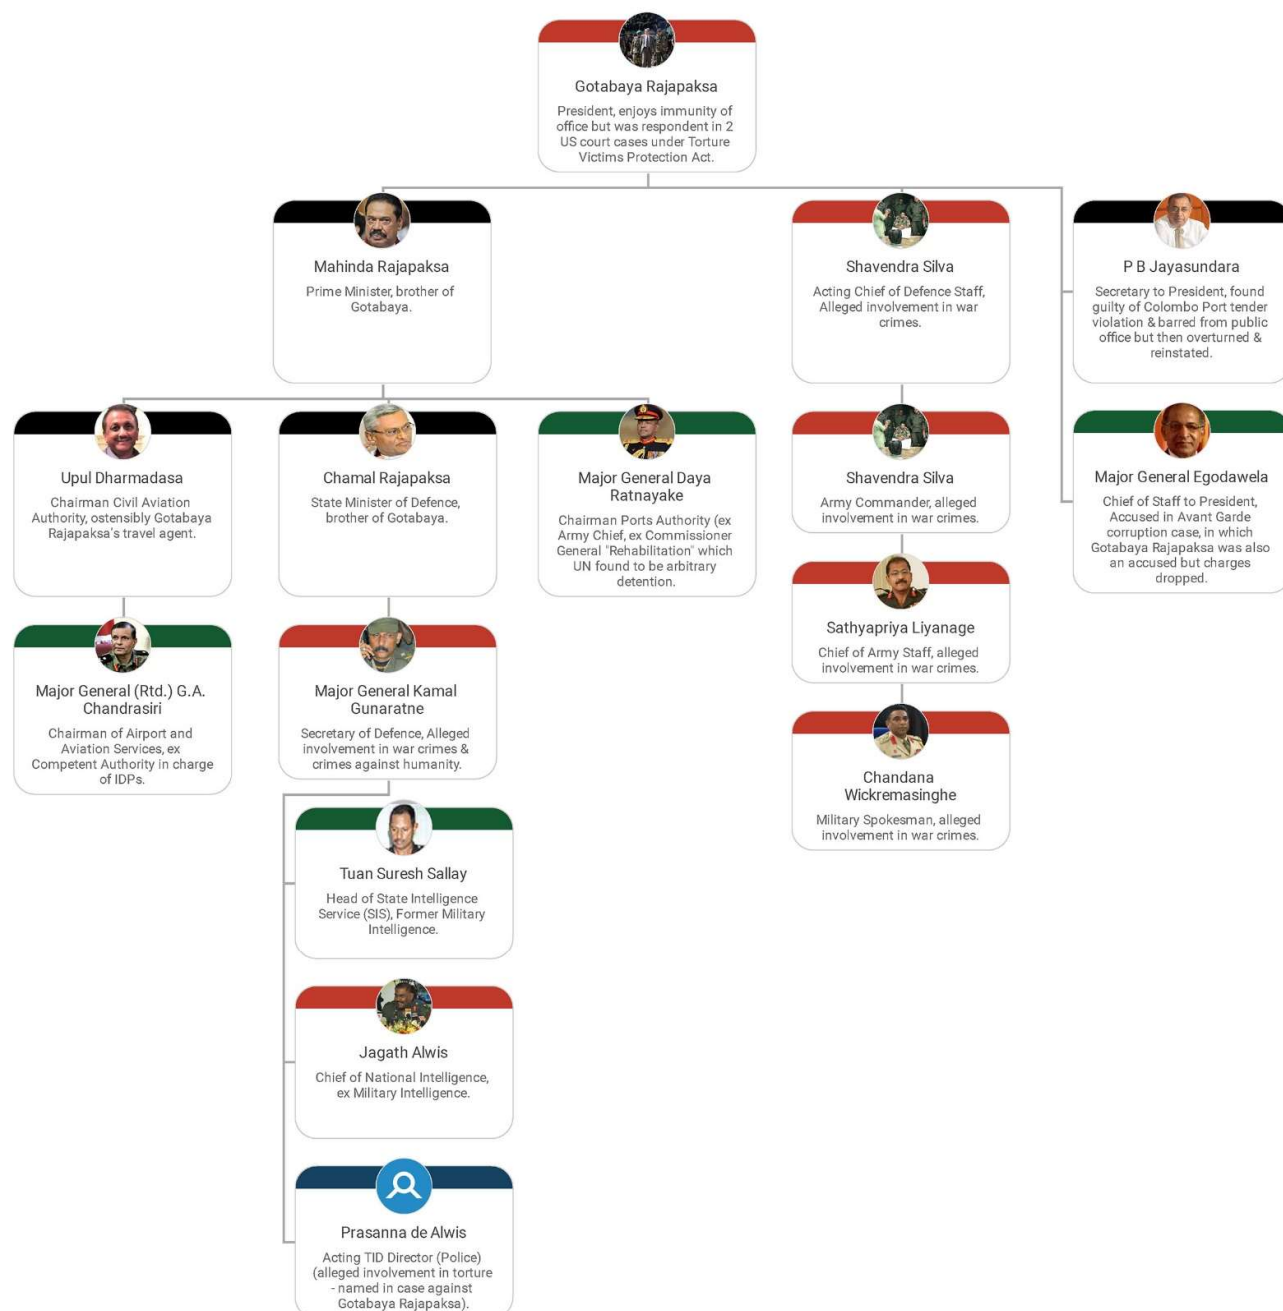 Gotabaya Rajapaksa
President, enjoys immunity of
office but was respondent in 2
US court cases under Torture
Victims Protection Act.
Mahinda Rajapaksa
Prime Minister, brother of
Gotabaya.
Shavendra Silva
Acting Chief of Defence Staff,
Alleged involvement in war
crimes.
P B Jayasundara
Secretary to President, found
guilty of Colombo Port tender
violation & barred from public
office but then overturned &
reinstated.
Upul Dharmadasa
Chairman Civil Aviation
Authority, ostensibly Gotabaya
Rajapaksa's travel agent.
Chamal Rajapaksa
State Minister of Defence,
brother of Gotabaya.
Major General Daya
Ratnayake
Chairman Ports Authority (ex
Army Chief, ex Commissioner
General "Rehabilitation" which
UN found to be arbitrary
detention.
Shavendra Silva
Army Commander, alleged
involvement in war crimes.
Major General Egodawela
Chief of Staff to President,
Accused in Avant Garde
corruption case, in which
Gotabaya Rajapaksa was also
an accused but charges
dropped.
Sathyapriya Liyanage
Chief of Army Staff, alleged
involvement in war crimes.
Major General (Rtd.) G.A.
Chandrasiri
Chairman of Airport and
Aviation Services, ex
Competent Authority in charge
of IDPs.
Major General Kamal
Gunaratne
Secretary of Defence, Alleged
involvement in war crimes &
crimes against humanity.
Chandana
Wickremasinghe
Military Spokesman, alleged
involvement in war crimes.
Tuan Suresh Sallay
Head of State Intelligence
Service (SIS), Former Military
Intelligence.
Jagath Alwis
Chief of National Intelligence,
ex Military Intelligence.
Prasanna de Alwis
Acting TID Director (Police)
(alleged involvement in torture
- named in case against
Gotabaya Rajapaksa).